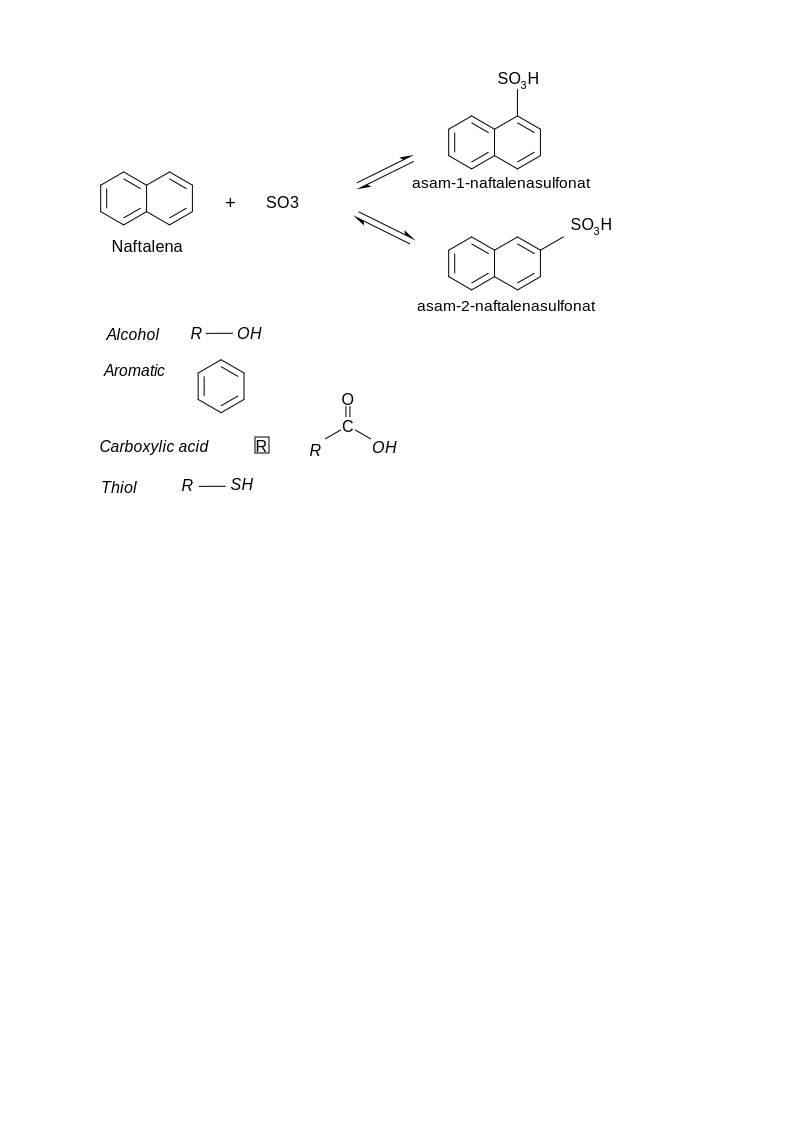 SO3H
asam-1-naftalenasulfonat
+ SO3
Naftalena
SO3H
asam-2-naftalenasulfonat
Alcohol R OH
Aromatic
O
C
R OH
Carboxylic acid R
Thiol R SH